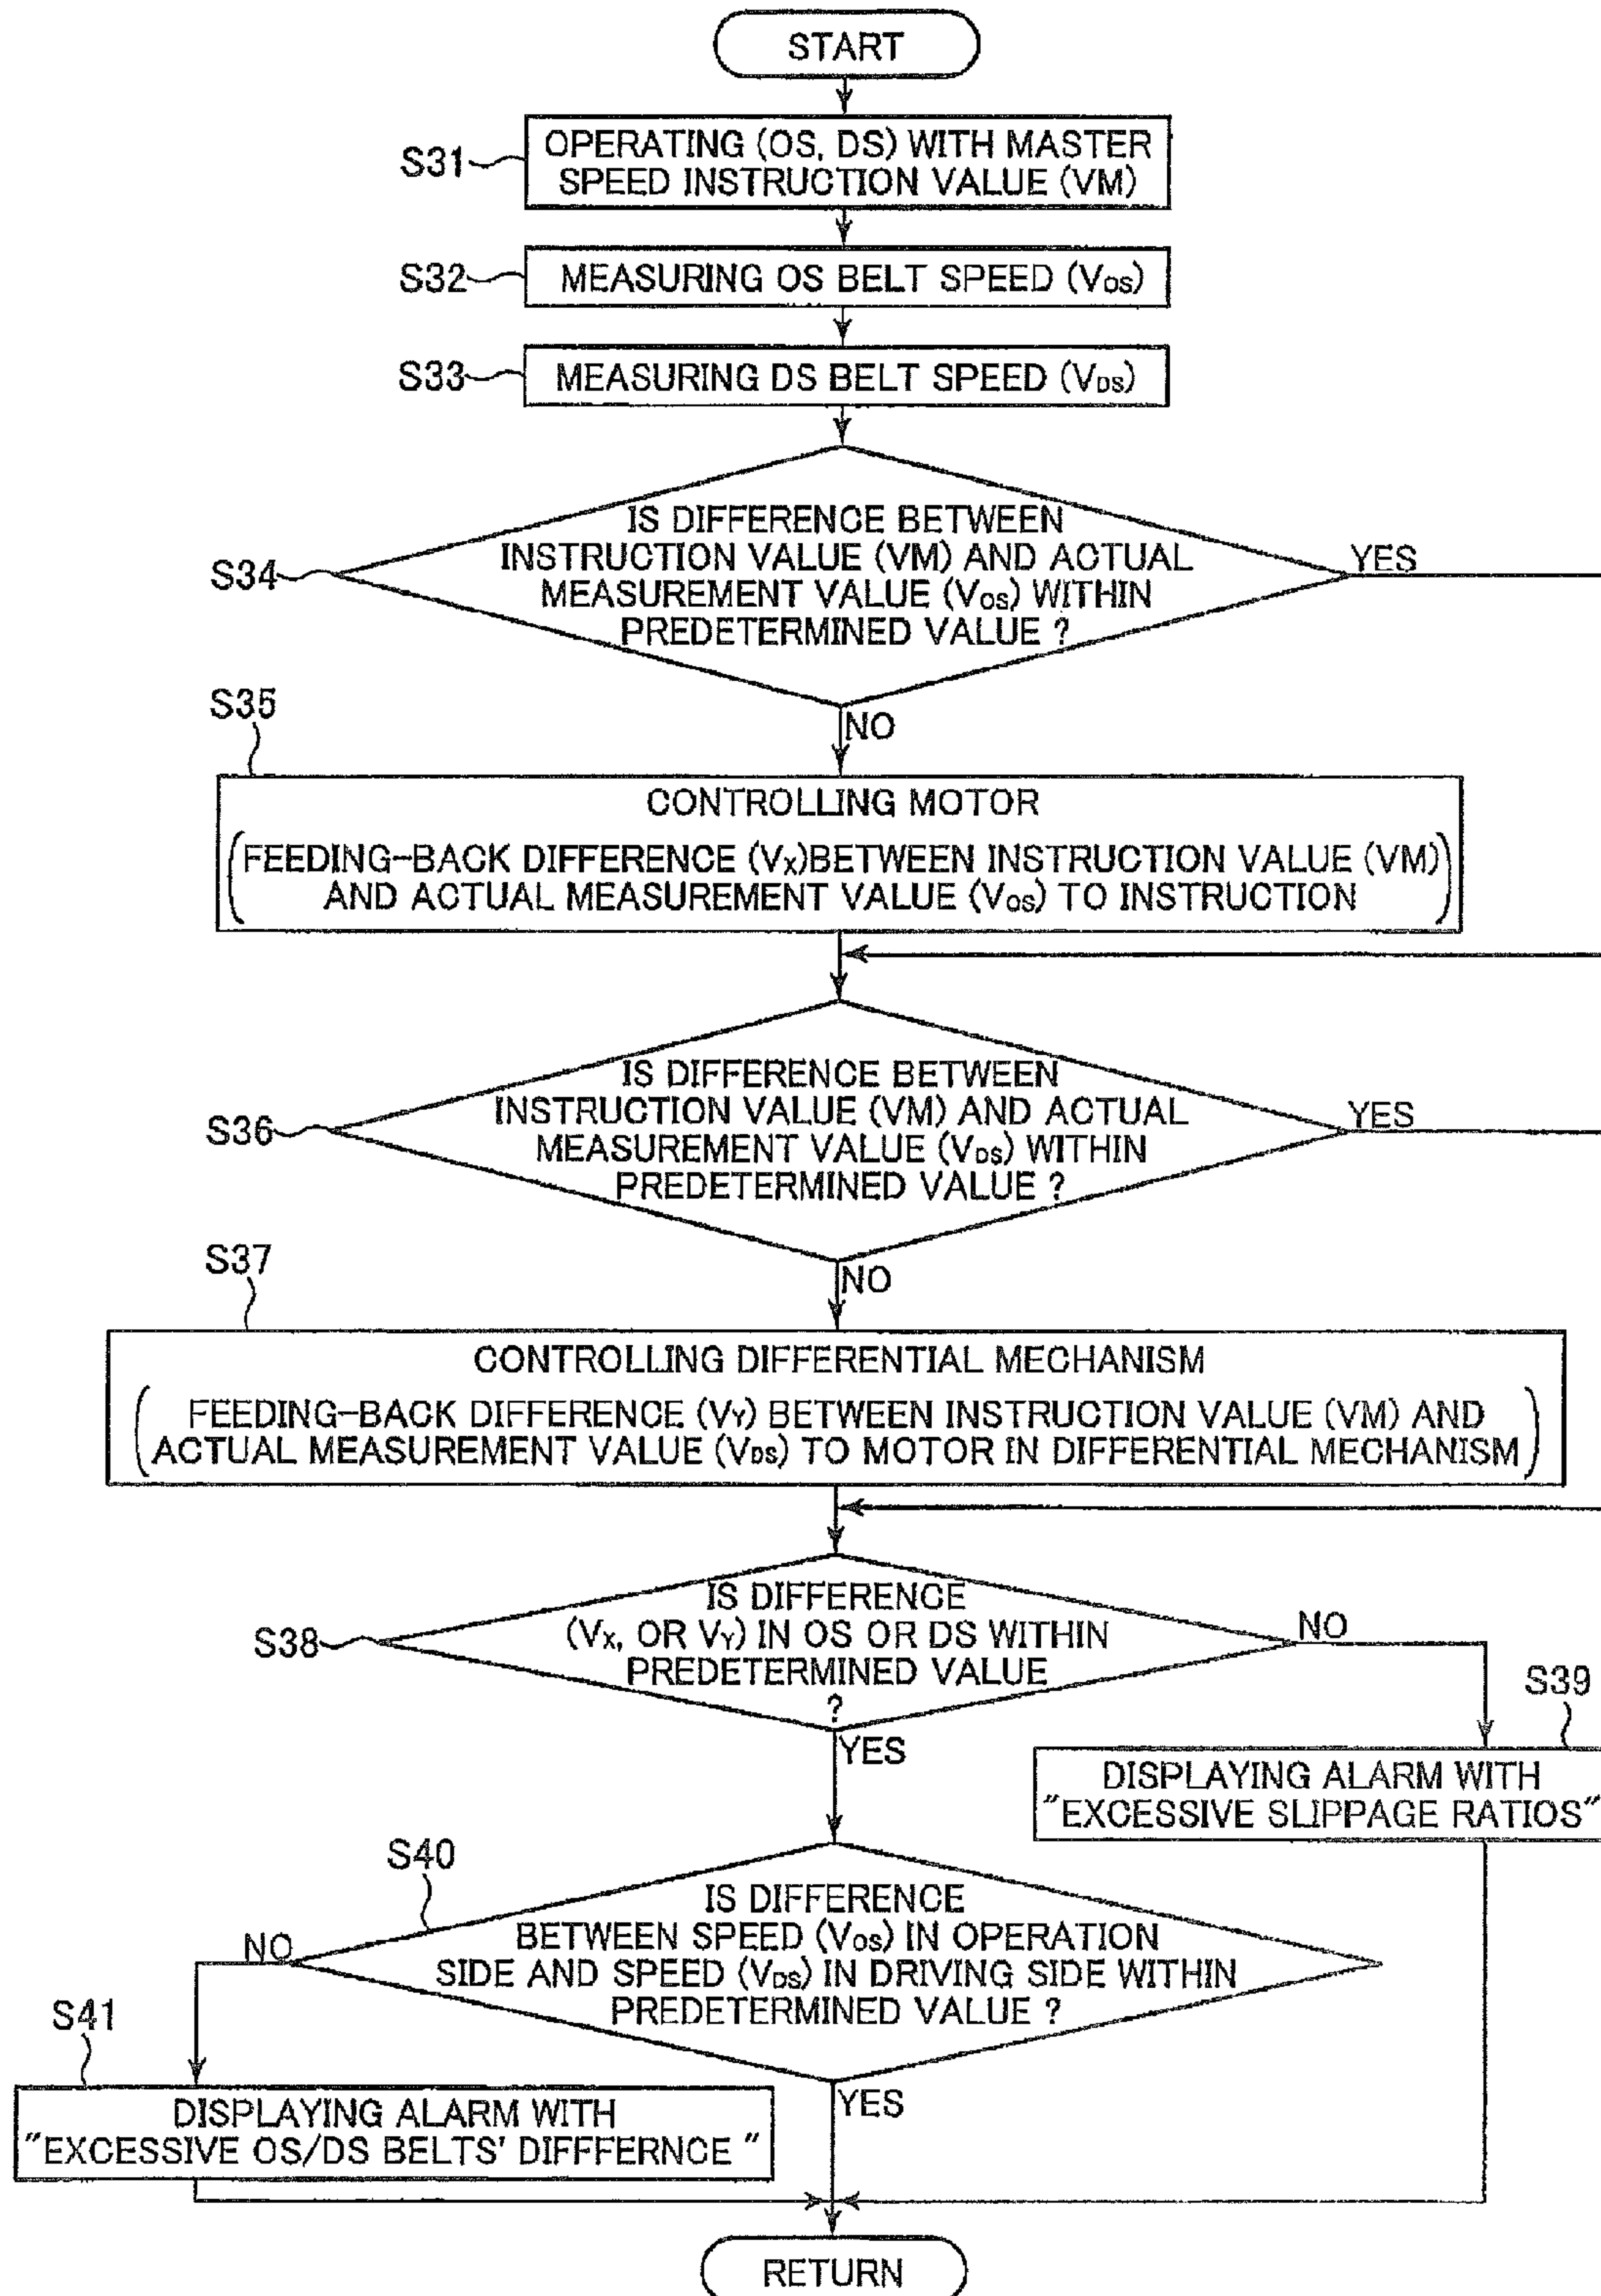 START
S31
OPERATING (OS, DS) WITH MASTER
SPEED INSTRUCTION VALUE (VM)
S32
MEASURING OS BELT SPEED (VOS)
S33
MEASURING DS BELT SPEED (VDS)
S34
IS DIFFERENCE BETWEEN
INSTRUCTION VALUE (VM) AND ACTUAL
MEASUREMENT VALUE (VOS) WITHIN
PREDETERMINED VALUE ?
YES
NO
S35
CONTROLLING MOTOR
(FEEDING-BACK DIFFERENCE (VX)BETWEEN INSTRUCTION VALUE (VM)
AND ACTUAL MEASUREMENT VALUE (VOS) TO INSTRUCTION)
S36
IS DIFFERENCE BETWEEN
INSTRUCTION VALUE (VM) AND ACTUAL
MEASUREMENT VALUE (VDS) WITHIN
PREDETERMINED VALUE ?
YES
NO
S37
CONTROLLING DIFFERENTIAL MECHANISM
(FEEDING-BACK DIFFERENCE (VY) BETWEEN INSTRUCTION VALUE (VM) AND
ACTUAL MEASUREMENT VALUE (VDS) TO MOTOR IN DIFFERENTIAL MECHANISM)
S38
IS DIFFERENCE
(VX, OR VY) IN OS OR DS WITHIN
PREDETERMINED VALUE
?
NO
YES
S39
DISPLAYING ALARM WITH
"EXCESSIVE SLIPPAGE RATIOS"
S40
IS DIFFERENCE
BETWEEN SPEED (VOS) IN OPERATION
SIDE AND SPEED (VDS) IN DRIVING SIDE WITHIN
PREDETERMINED VALUE ?
NO
YES
S41
DISPLAYING ALARM WITH
"EXCESSIVE OS/DS BELTS' DIFFFERNCE "
RETURN